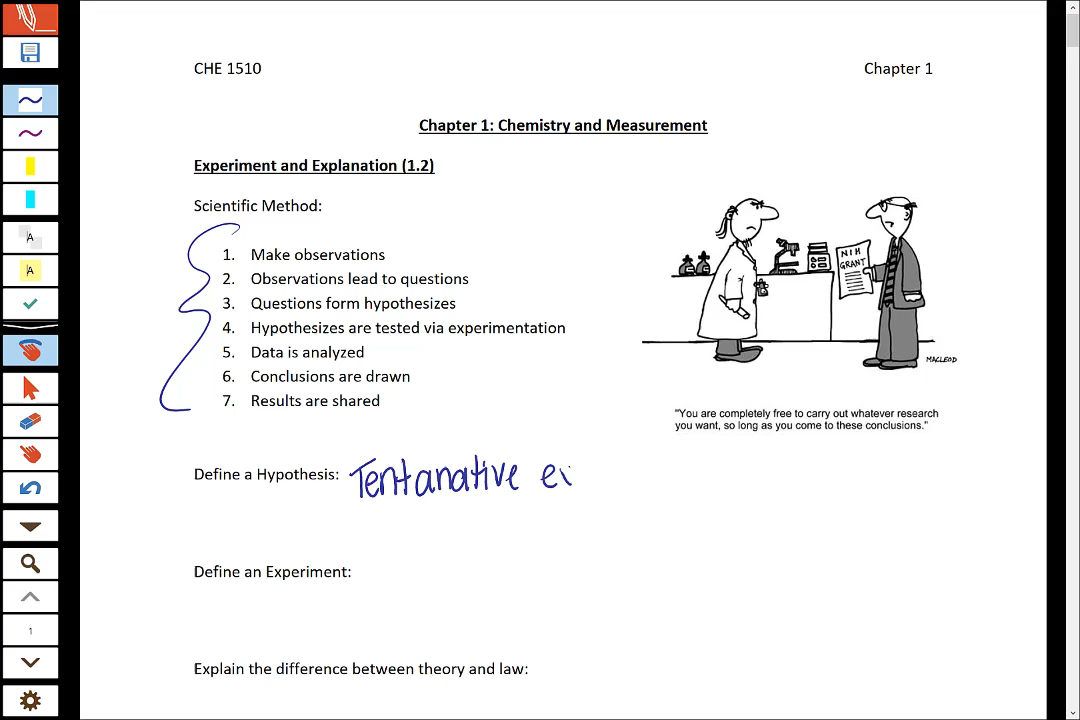 CHE 1510 Chapter 1
Chapter 1: Chemistry and Measurement
Experiment and Explanation (1.2)
Scientific Method:
1. Make observations
2. Observations lead to questions
3. Questions form hypothesizes
4. Hypothesizes are tested via experimentation
5. Data is analyzed
6. Conclusions are drawn
7. Results are shared
NIH
GRANT
MACLEOD
"You are completely free to carry out whatever research
you want, so long as you come to these conclusions."
Define a Hypothesis: Tentanative
Define an Experiment:
Explain the difference between theory and law:
A
A
1